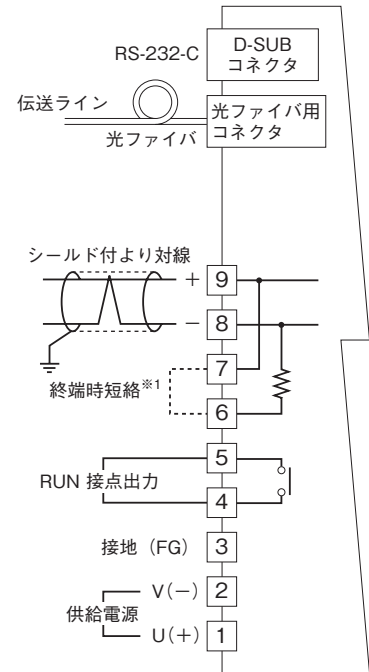 RS-232-C
D-SUB
コネクタ
伝送ライン
光ファイバ
光ファイバ用
コネクタ
シールド付より対線
+ 9
− 8
7
終端時短絡※1
6
5
RUN 接点出力
4
接地（FG） 3
V(−) 2
供給電源
U(+) 1